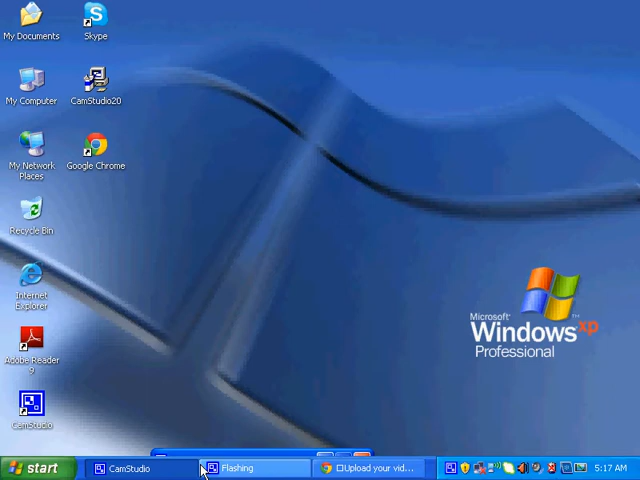 My Documents
Skype
My Computer
CamStudio20
My Network
Places
Google Chrome
Recycle Bin
Internet
Explorer
Adobe Reader
9
CamStudio
Microsoft
Windows xp
Professional
start
CamStudio
Flashing
Upload your vid...
5:17 AM